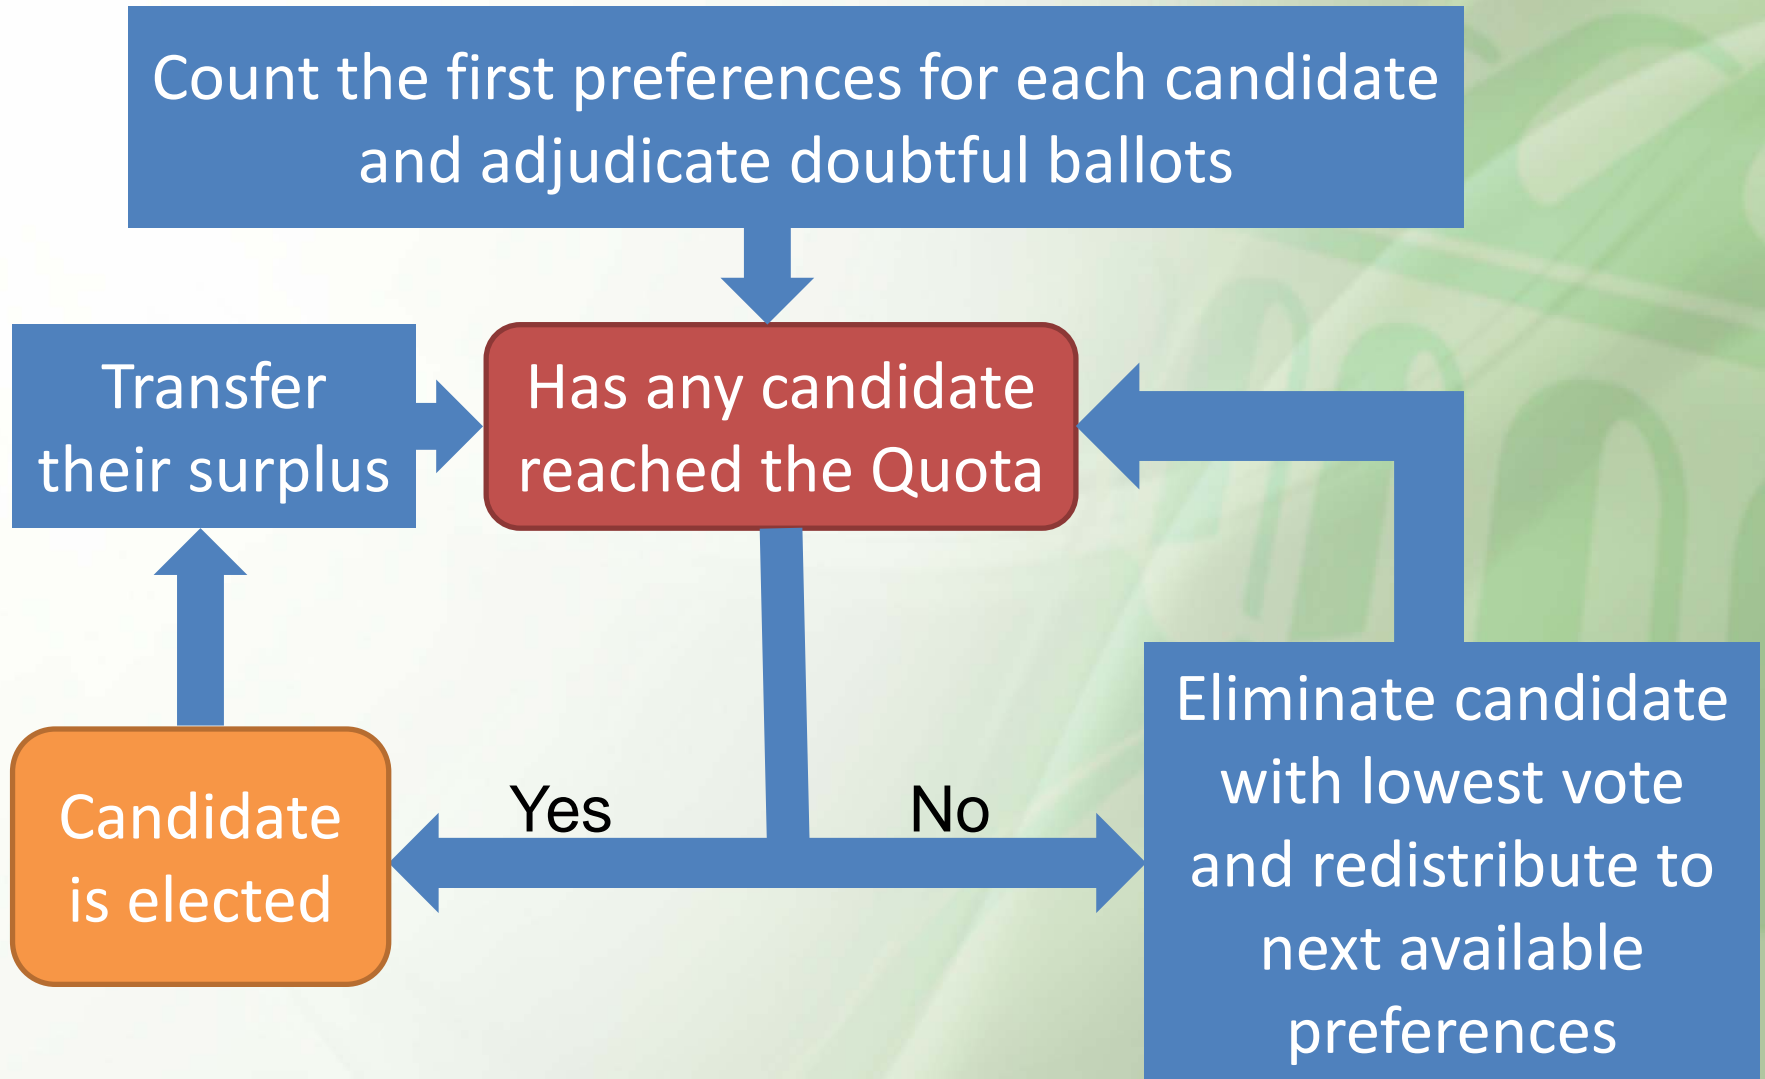 Count the first preferences for each candidate
and adjudicate doubtful ballots
Transfer
their surplus
Has any candidate
reached the Quota
Candidate
is elected
Yes
No
Eliminate candidate
with lowest vote
and redistribute to
next available
preferences